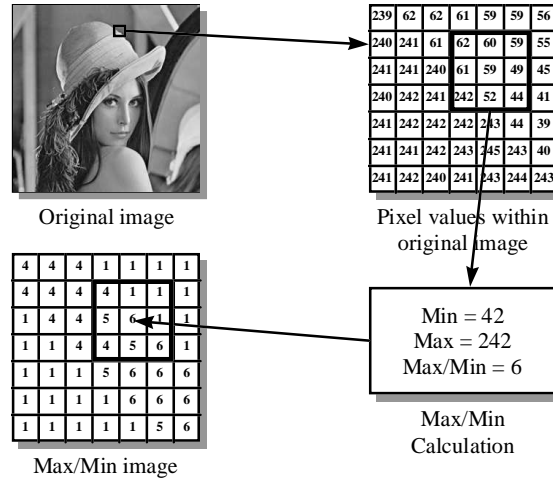 239 62 62 61 59 59 56
240 241 61 62 60 59 55
241 241 240 61 59 49 45
240 242 241 242 52 44 41
241 242 242 242 243 44 39
241 242 242 243 245 243 40
241 242 240 241 243 244 243
Original image
Pixel values within
original image
4 4 4 1 1 1 1
4 4 4 4 1 1 1
1 4 4 5 6 1 1
1 1 4 4 5 6 1
1 1 1 5 6 6 6
1 1 1 1 6 6 6
1 1 1 1 1 5 6
Min = 42
Max = 242
Max/Min = 6
Max/Min image
Max/Min
Calculation